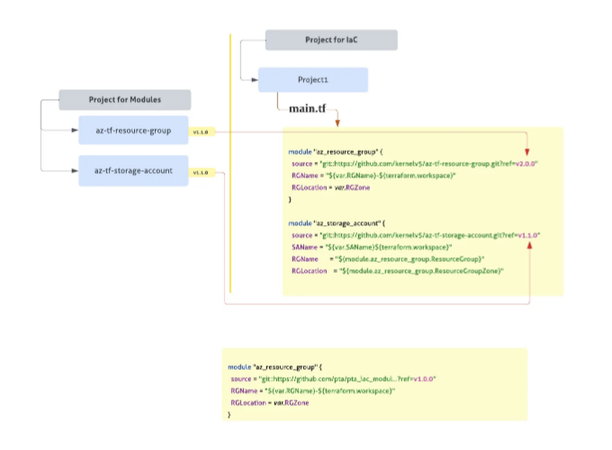 Project for IaC
Project1
main.tf
Project for Modules
az-tf-resource-group
v1.1.0
az-tf-storage-account
v1.1.0
module "az_resource_group" {
source = "git::https://github.com/kernelv5/az-tf-resource-group.git?ref=v2.0.0"
RGName = "${var.RGName}-${terraform.workspace}"
RGLocation = var.RGZone
}
module "az_storage_account" {
source = "git::https://github.com/kernelv5/az-tf-storage-account.git?ref=v1.1.0"
SAName = "${var.SAName}${terraform.workspace}"
RGName = "${module.az_resource_group.ResourceGroup}"
RGLocation = "${module.az_resource_group.ResourceGroupZone}"
module "az_resource_group" {
source = "git::https://github.com/pta/pta_iac_modul...?ref=v1.0.0"
RGName = "${var.RGName}-${terraform.workspace}"
RGLocation = var.RGZone
}